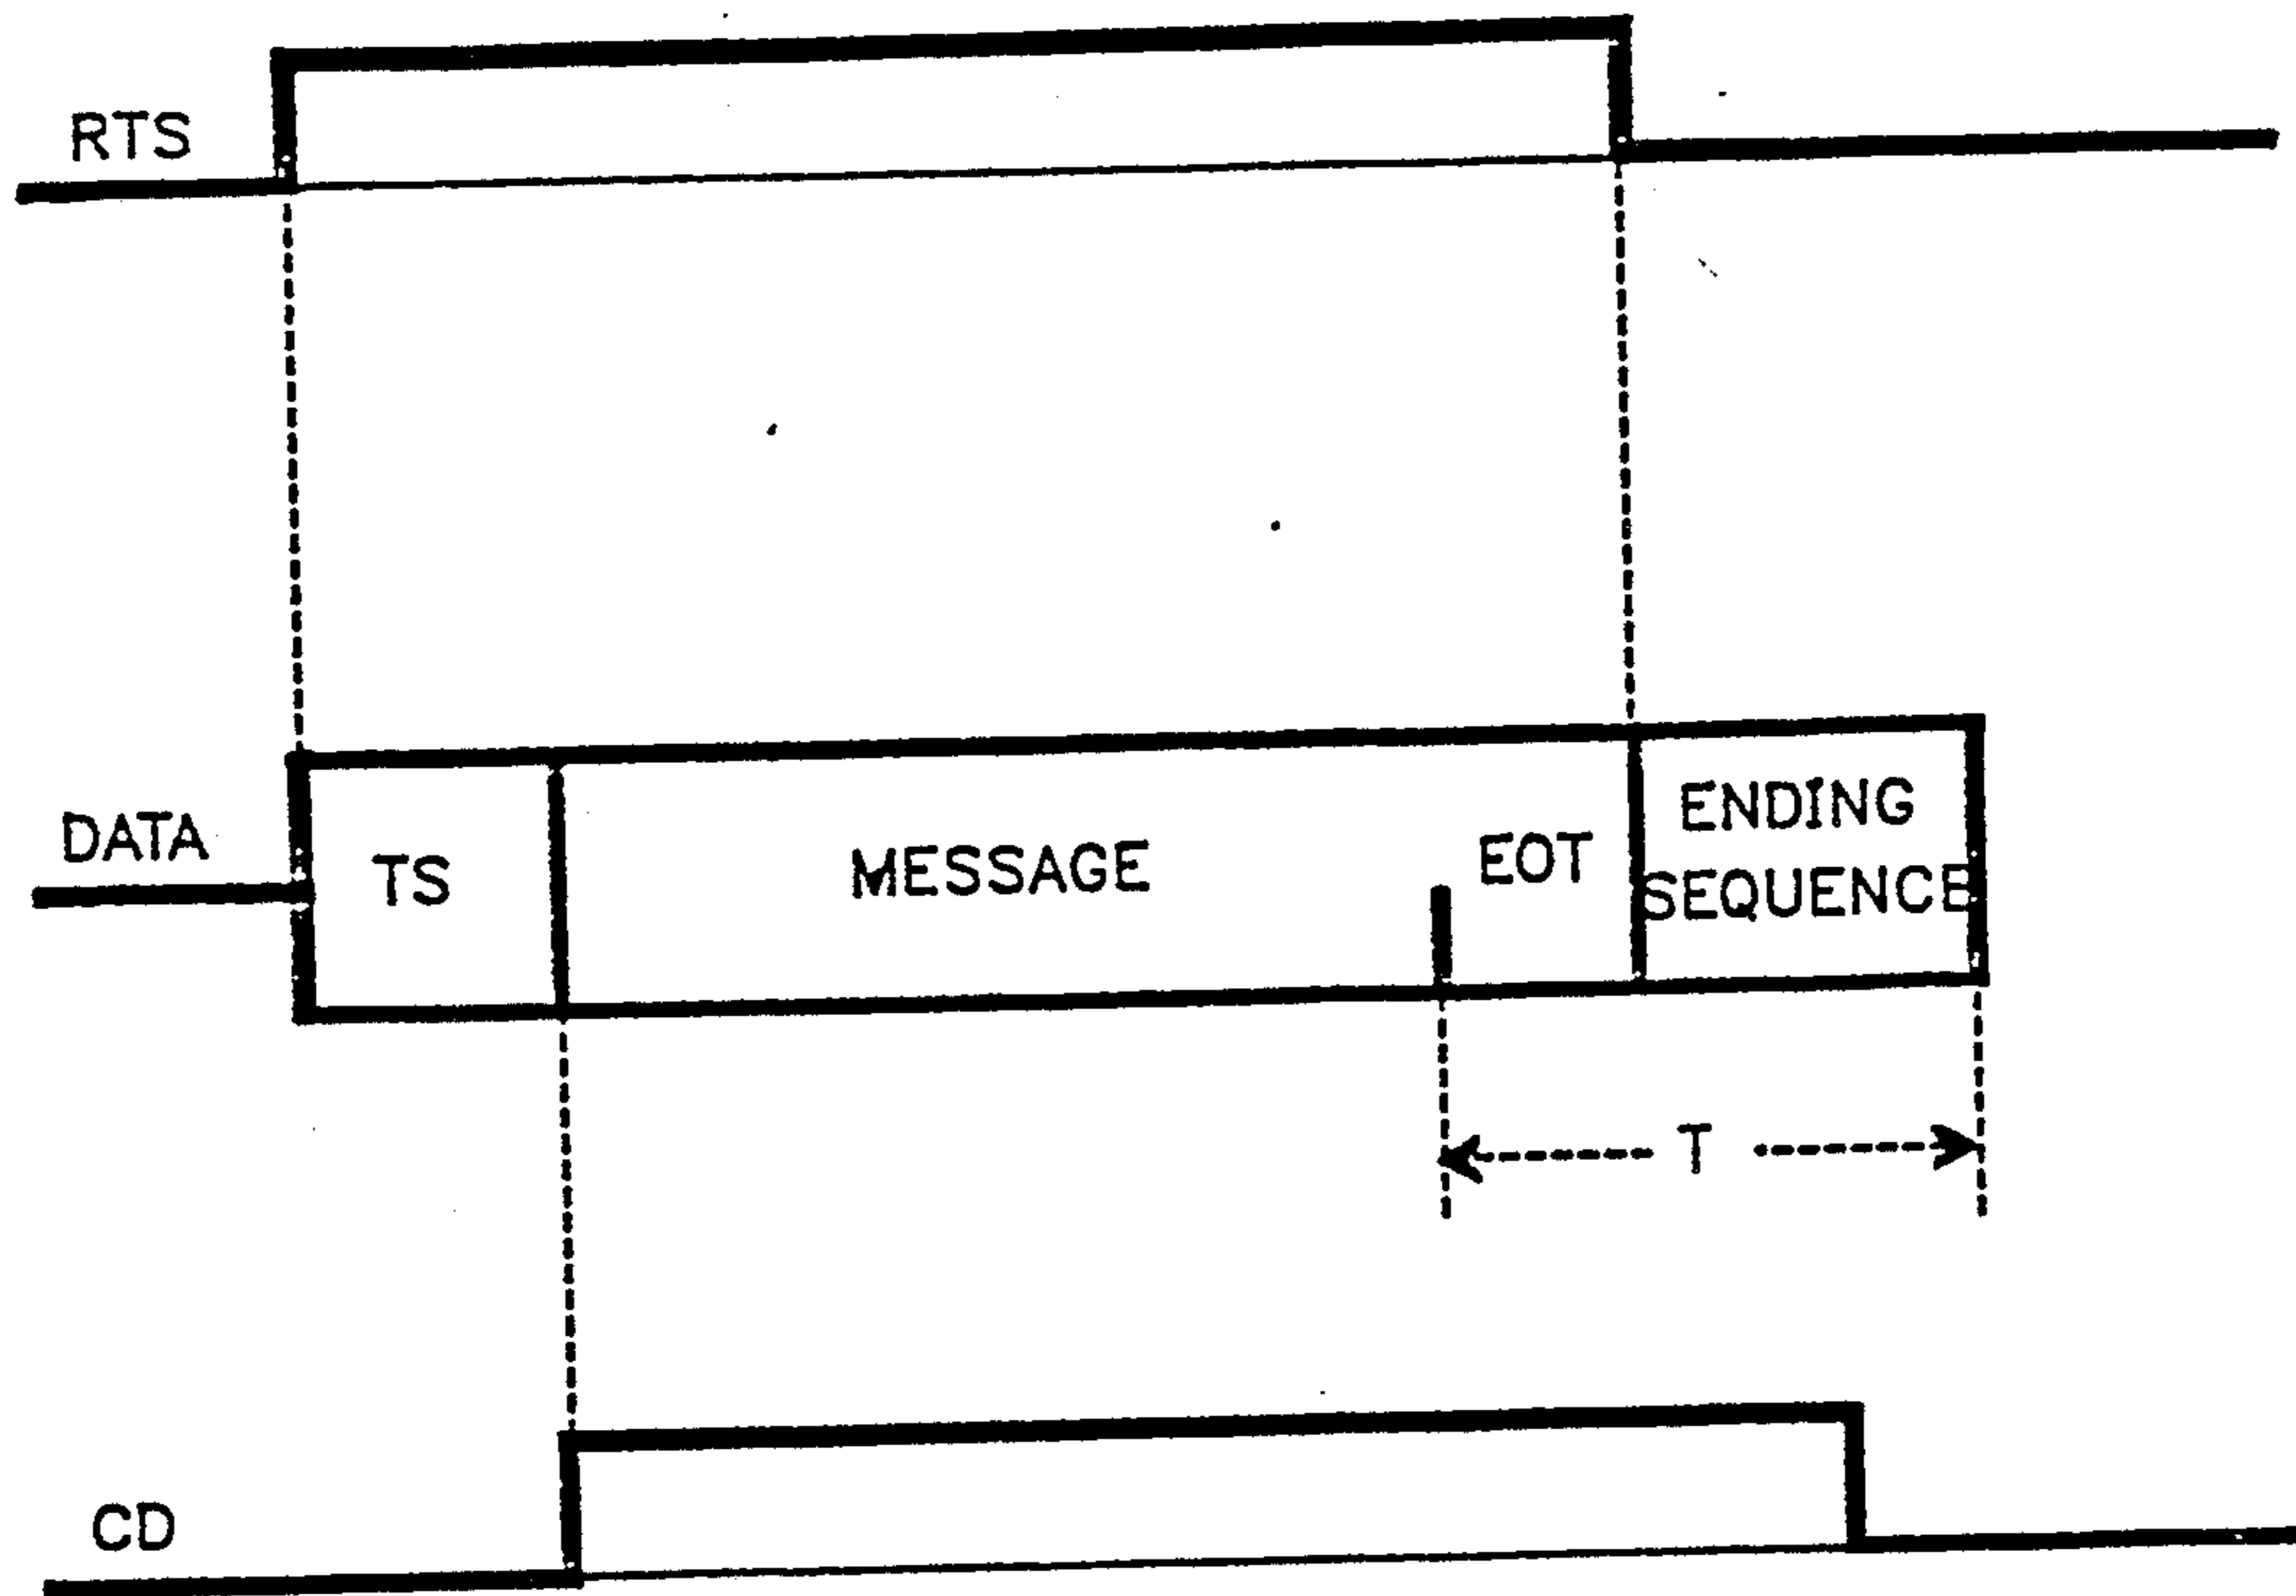 RTS
DATA
TS
MESSAGE
EOT
ENDING
SEQUENCE
T
CD